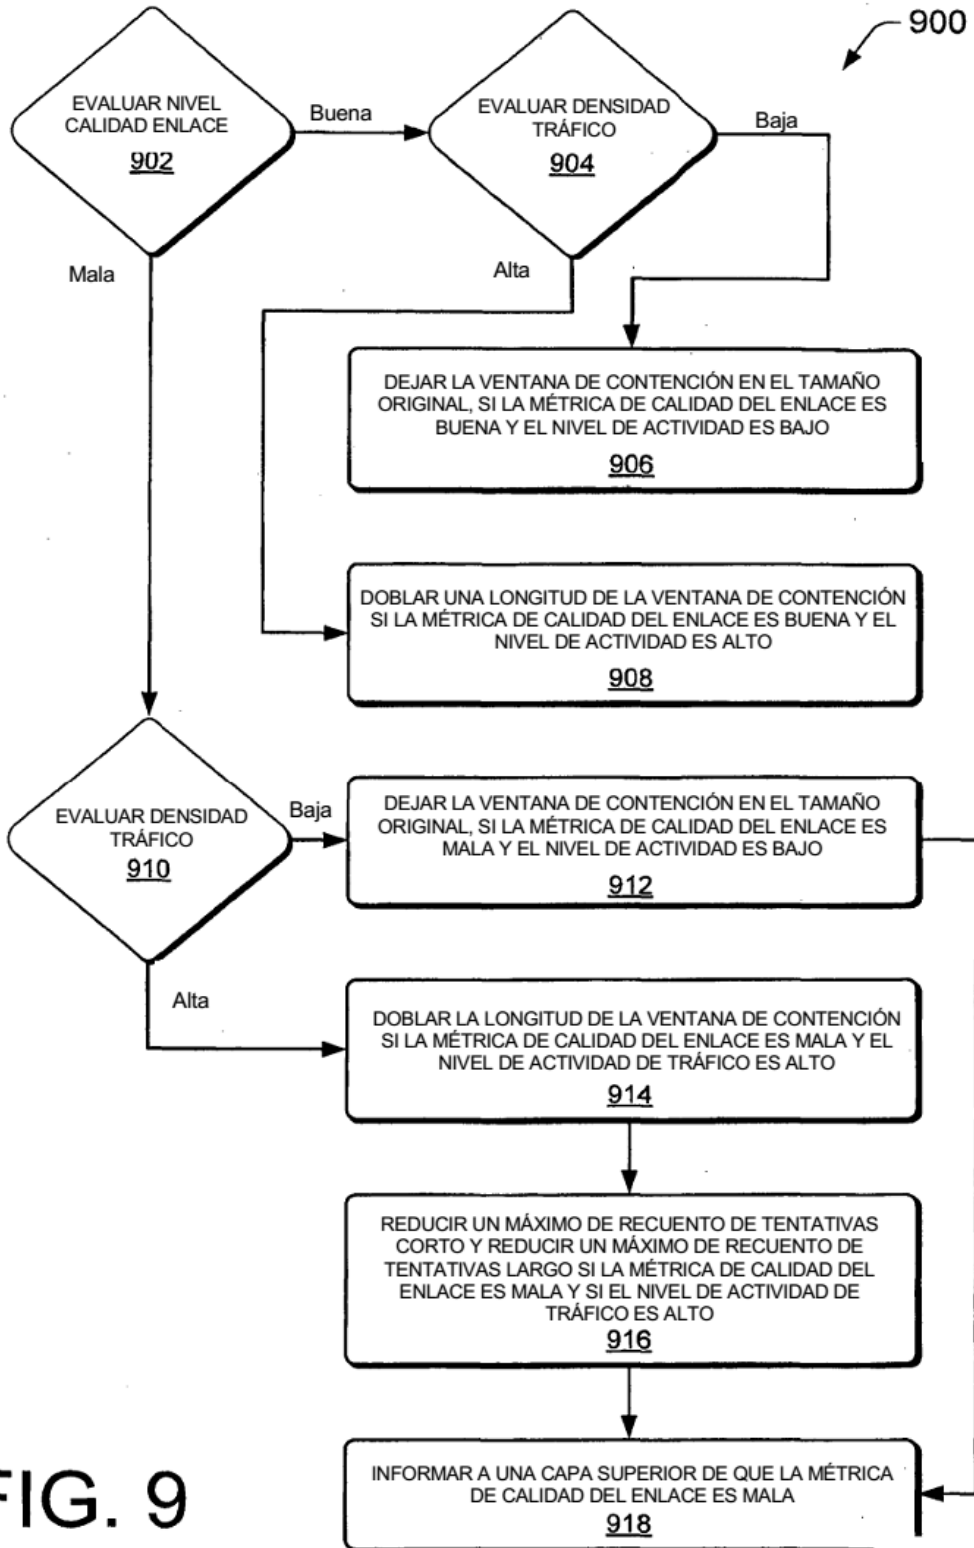 900
EVALUAR NIVEL
CALIDAD ENLACE
902
Buena
EVALUAR DENSIDAD
TRÁFICO
904
Baja
Mala
Alta
DEJAR LA VENTANA DE CONTENCIÓN EN EL TAMAÑO
ORIGINAL, SI LA MÉTRICA DE CALIDAD DEL ENLACE ES
BUENA Y EL NIVEL DE ACTIVIDAD ES BAJO
906
DOBLAR UNA LONGITUD DE LA VENTANA DE CONTENCIÓN
SI LA MÉTRICA DE CALIDAD DEL ENLACE ES BUENA Y EL
NIVEL DE ACTIVIDAD ES ALTO
908
EVALUAR DENSIDAD
TRÁFICO
910
Baja
DEJAR LA VENTANA DE CONTENCIÓN EN EL TAMAÑO
ORIGINAL, SI LA MÉTRICA DE CALIDAD DEL ENLACE ES
MALA Y EL NIVEL DE ACTIVIDAD ES BAJO
912
Alta
DOBLAR LA LONGITUD DE LA VENTANA DE CONTENCIÓN
SI LA MÉTRICA DE CALIDAD DEL ENLACE ES MALA Y EL
NIVEL DE ACTIVIDAD DE TRÁFICO ES ALTO
914
REDUCIR UN MÁXIMO DE RECUENTO DE TENTATIVAS
CORTO Y REDUCIR UN MÁXIMO DE RECUENTO DE
TENTATIVAS LARGO SI LA MÉTRICA DE CALIDAD DEL
ENLACE ES MALA Y SI EL NIVEL DE ACTIVIDAD DE
TRÁFICO ES ALTO
916
INFORMAR A UNA CAPA SUPERIOR DE QUE LA MÉTRICA
DE CALIDAD DEL ENLACE ES MALA
918
FIG. 9